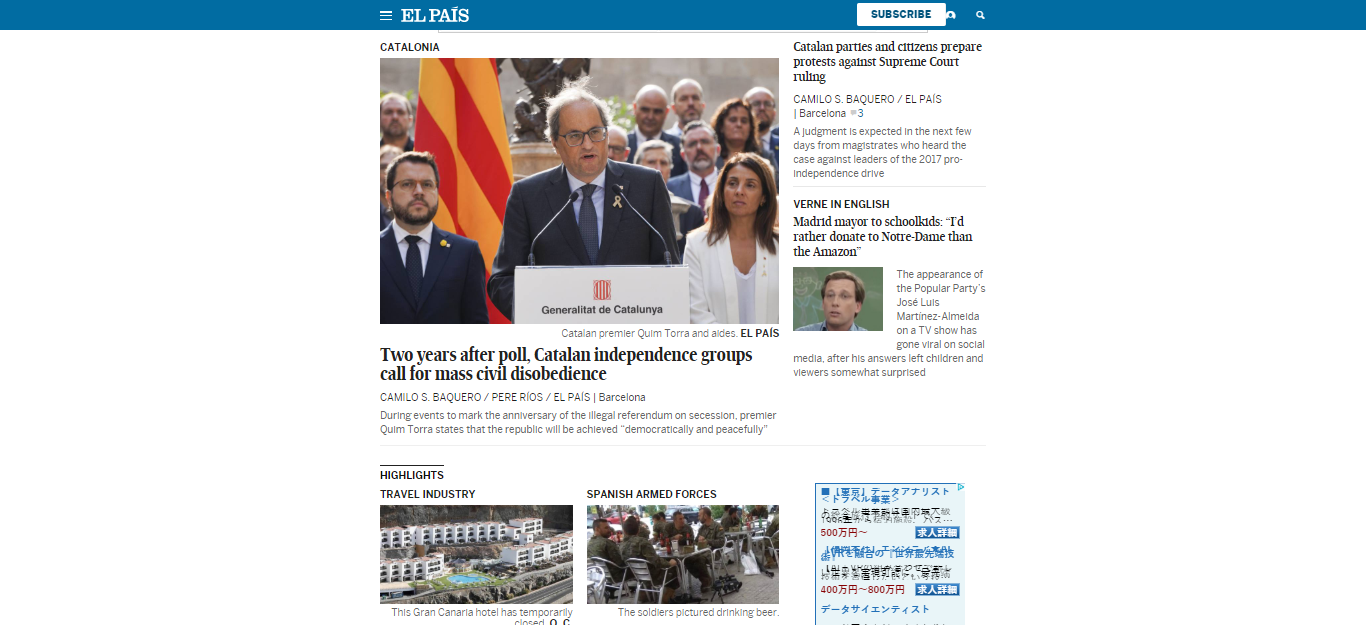 EL PAÍS
SUBSCRIBE
CATALONIA
Generalitat de Catalunya
Catalan premier Quim Torra and aides. EL PAÍS
Two years after poll, Catalan independence groups
call for mass civil disobedience
CAMILO S. BAQUERO / PERE RÍOS / EL PAÍS | Barcelona
During events to mark the anniversary of the illegal referendum on secession, premier
Quim Torra states that the republic will be achieved “democratically and peacefully”
Catalan parties and citizens prepare
protests against Supreme Court
ruling
CAMILO S. BAQUERO / EL PAÍS
| Barcelona 3
A judgment is expected in the next few
days from magistrates who heard the
case against leaders of the 2017 pro-
independence drive
VERNE IN ENGLISH
Madrid mayor to schoolkids: “I’d
rather donate to Notre-Dame than
the Amazon”
The appearance of
the Popular Party’s
José Luis
Martínez-Almeida
on a TV show has
gone viral on social
media, after his answers left children and
viewers somewhat surprised
HIGHLIGHTS
TRAVEL INDUSTRY
This Gran Canaria hotel has temporarily
closed. Q. C.
SPANISH ARMED FORCES
The soldiers pictured drinking beer.
■【東京】データアナリスト
＜トラベル事業＞
500万円～
求人詳細
400万円～800万円
求人詳細
データサイエンティスト